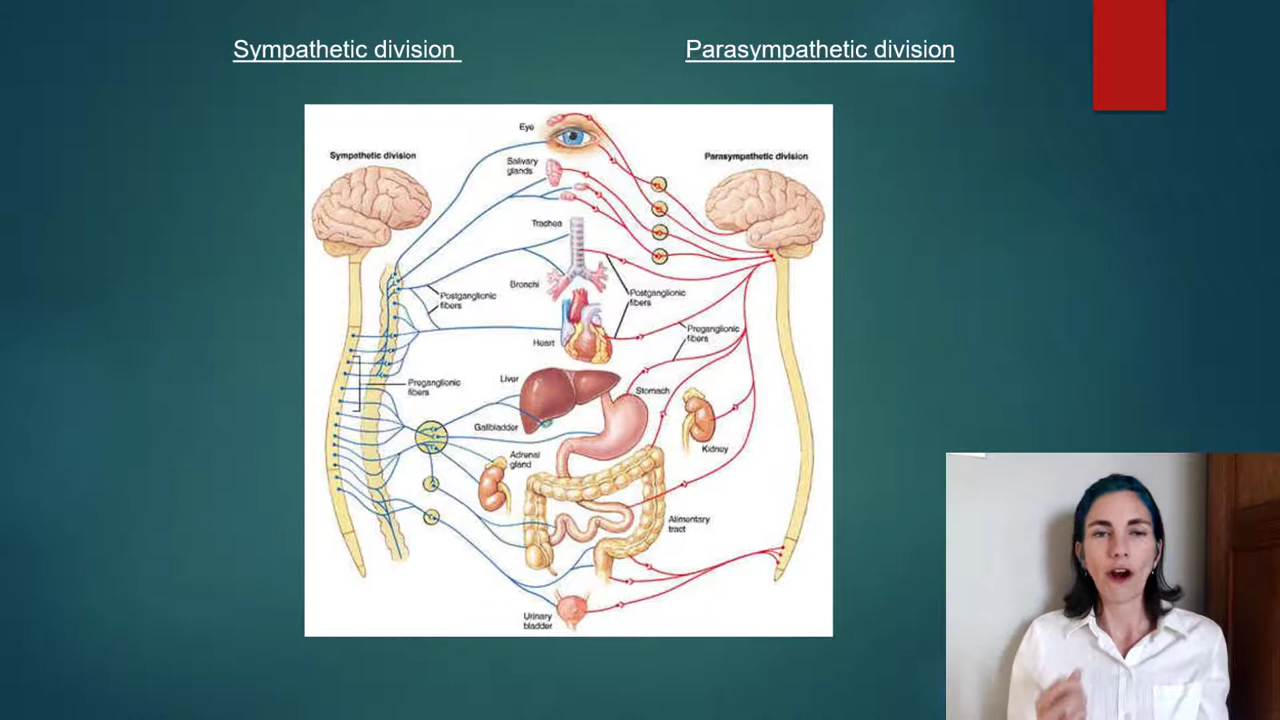 Sympathetic division
Parasympathetic division
Eye
Sympathetic division
Salivary
glands
Parasympathetic division
Trachea
Bronchi
Postganglionic
fibers
Postganglionic
fibers
Preganglionic
fibers
Heart
Liver
Preganglionic
fibers
Stomach
Gallbladder
Kidney
Adrenal
gland
Alimentary
tract
Urinary
bladder